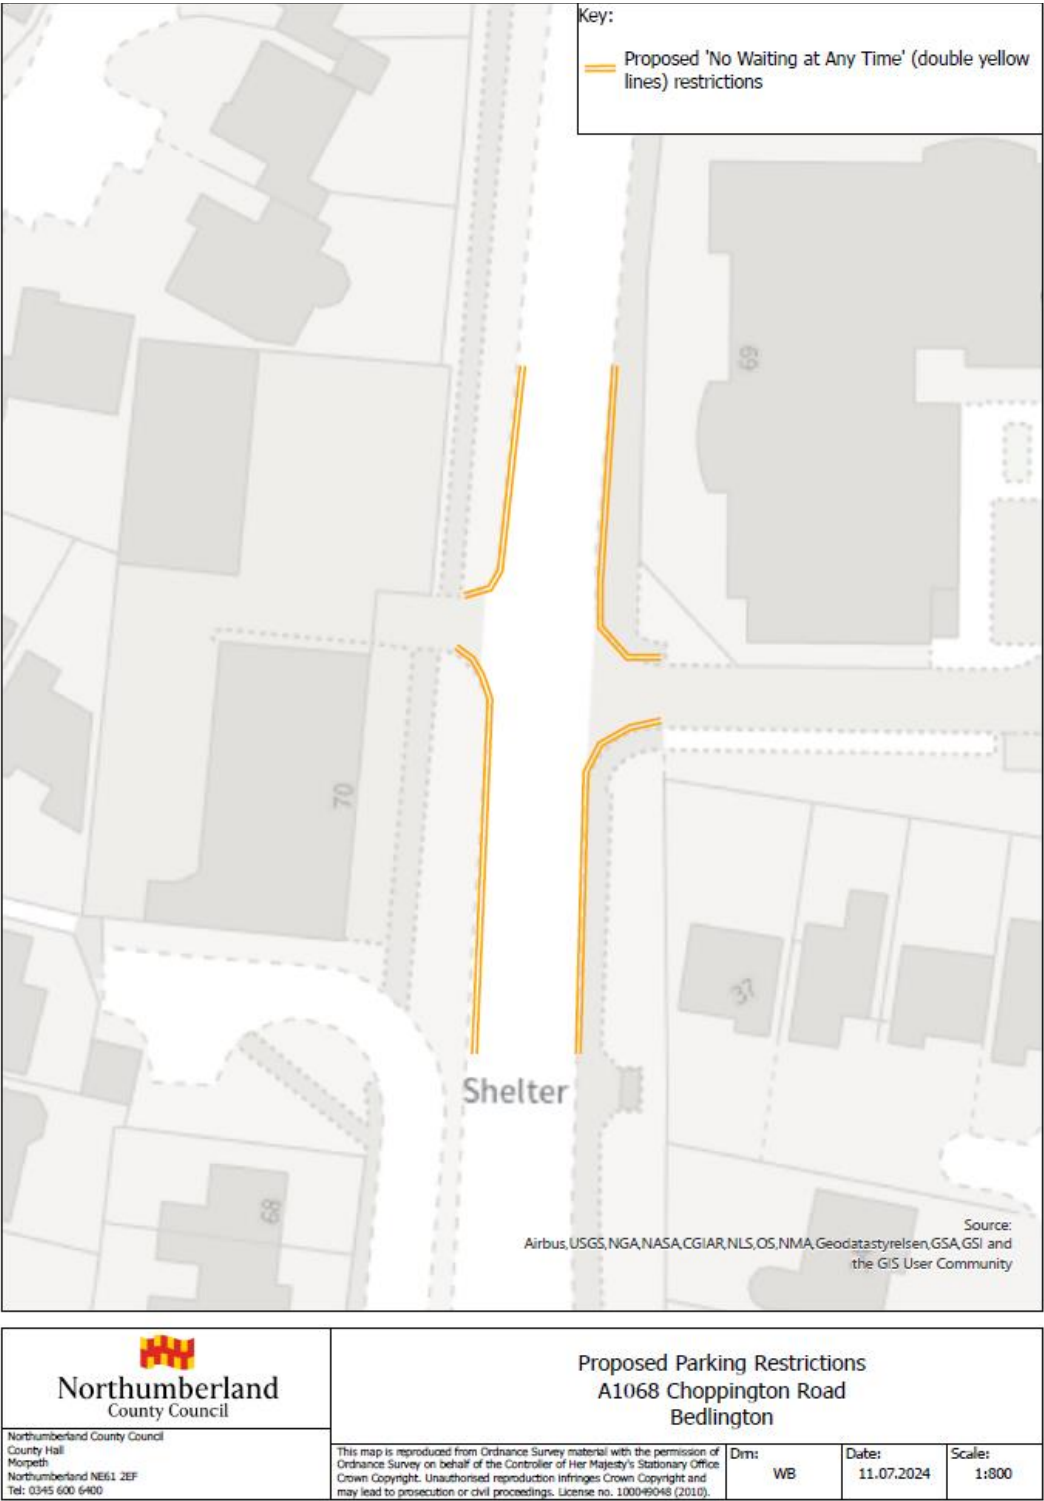 Key:
Proposed 'No Waiting at Any Time' (double yellow
lines) restrictions
69
70
37
Shelter
68
Source:
Airbus,USGS,NGA,NASA,CGIAR,NLS,OS,NMA,Geodatastyrelsen,GSA,GSI and
the GIS User Community
Northumberland
County Council
Northumberland County Council
County Hall
Morpeth
Northumberland NE61 2EF
Tel: 0345 600 6400
Proposed Parking Restrictions
A1068 Choppington Road
Bedlington
This map is reproduced from Ordnance Survey material with the permission of
Ordnance Survey on behalf of the Controller of Her Majesty's Stationary Office
Crown Copyright. Unauthorised reproduction infringes Crown Copyright and
may lead to prosecution or civil proceedings. License no. 100049048 (2010).
Drn:
WB
Date:
11.07.2024
Scale:
1:800